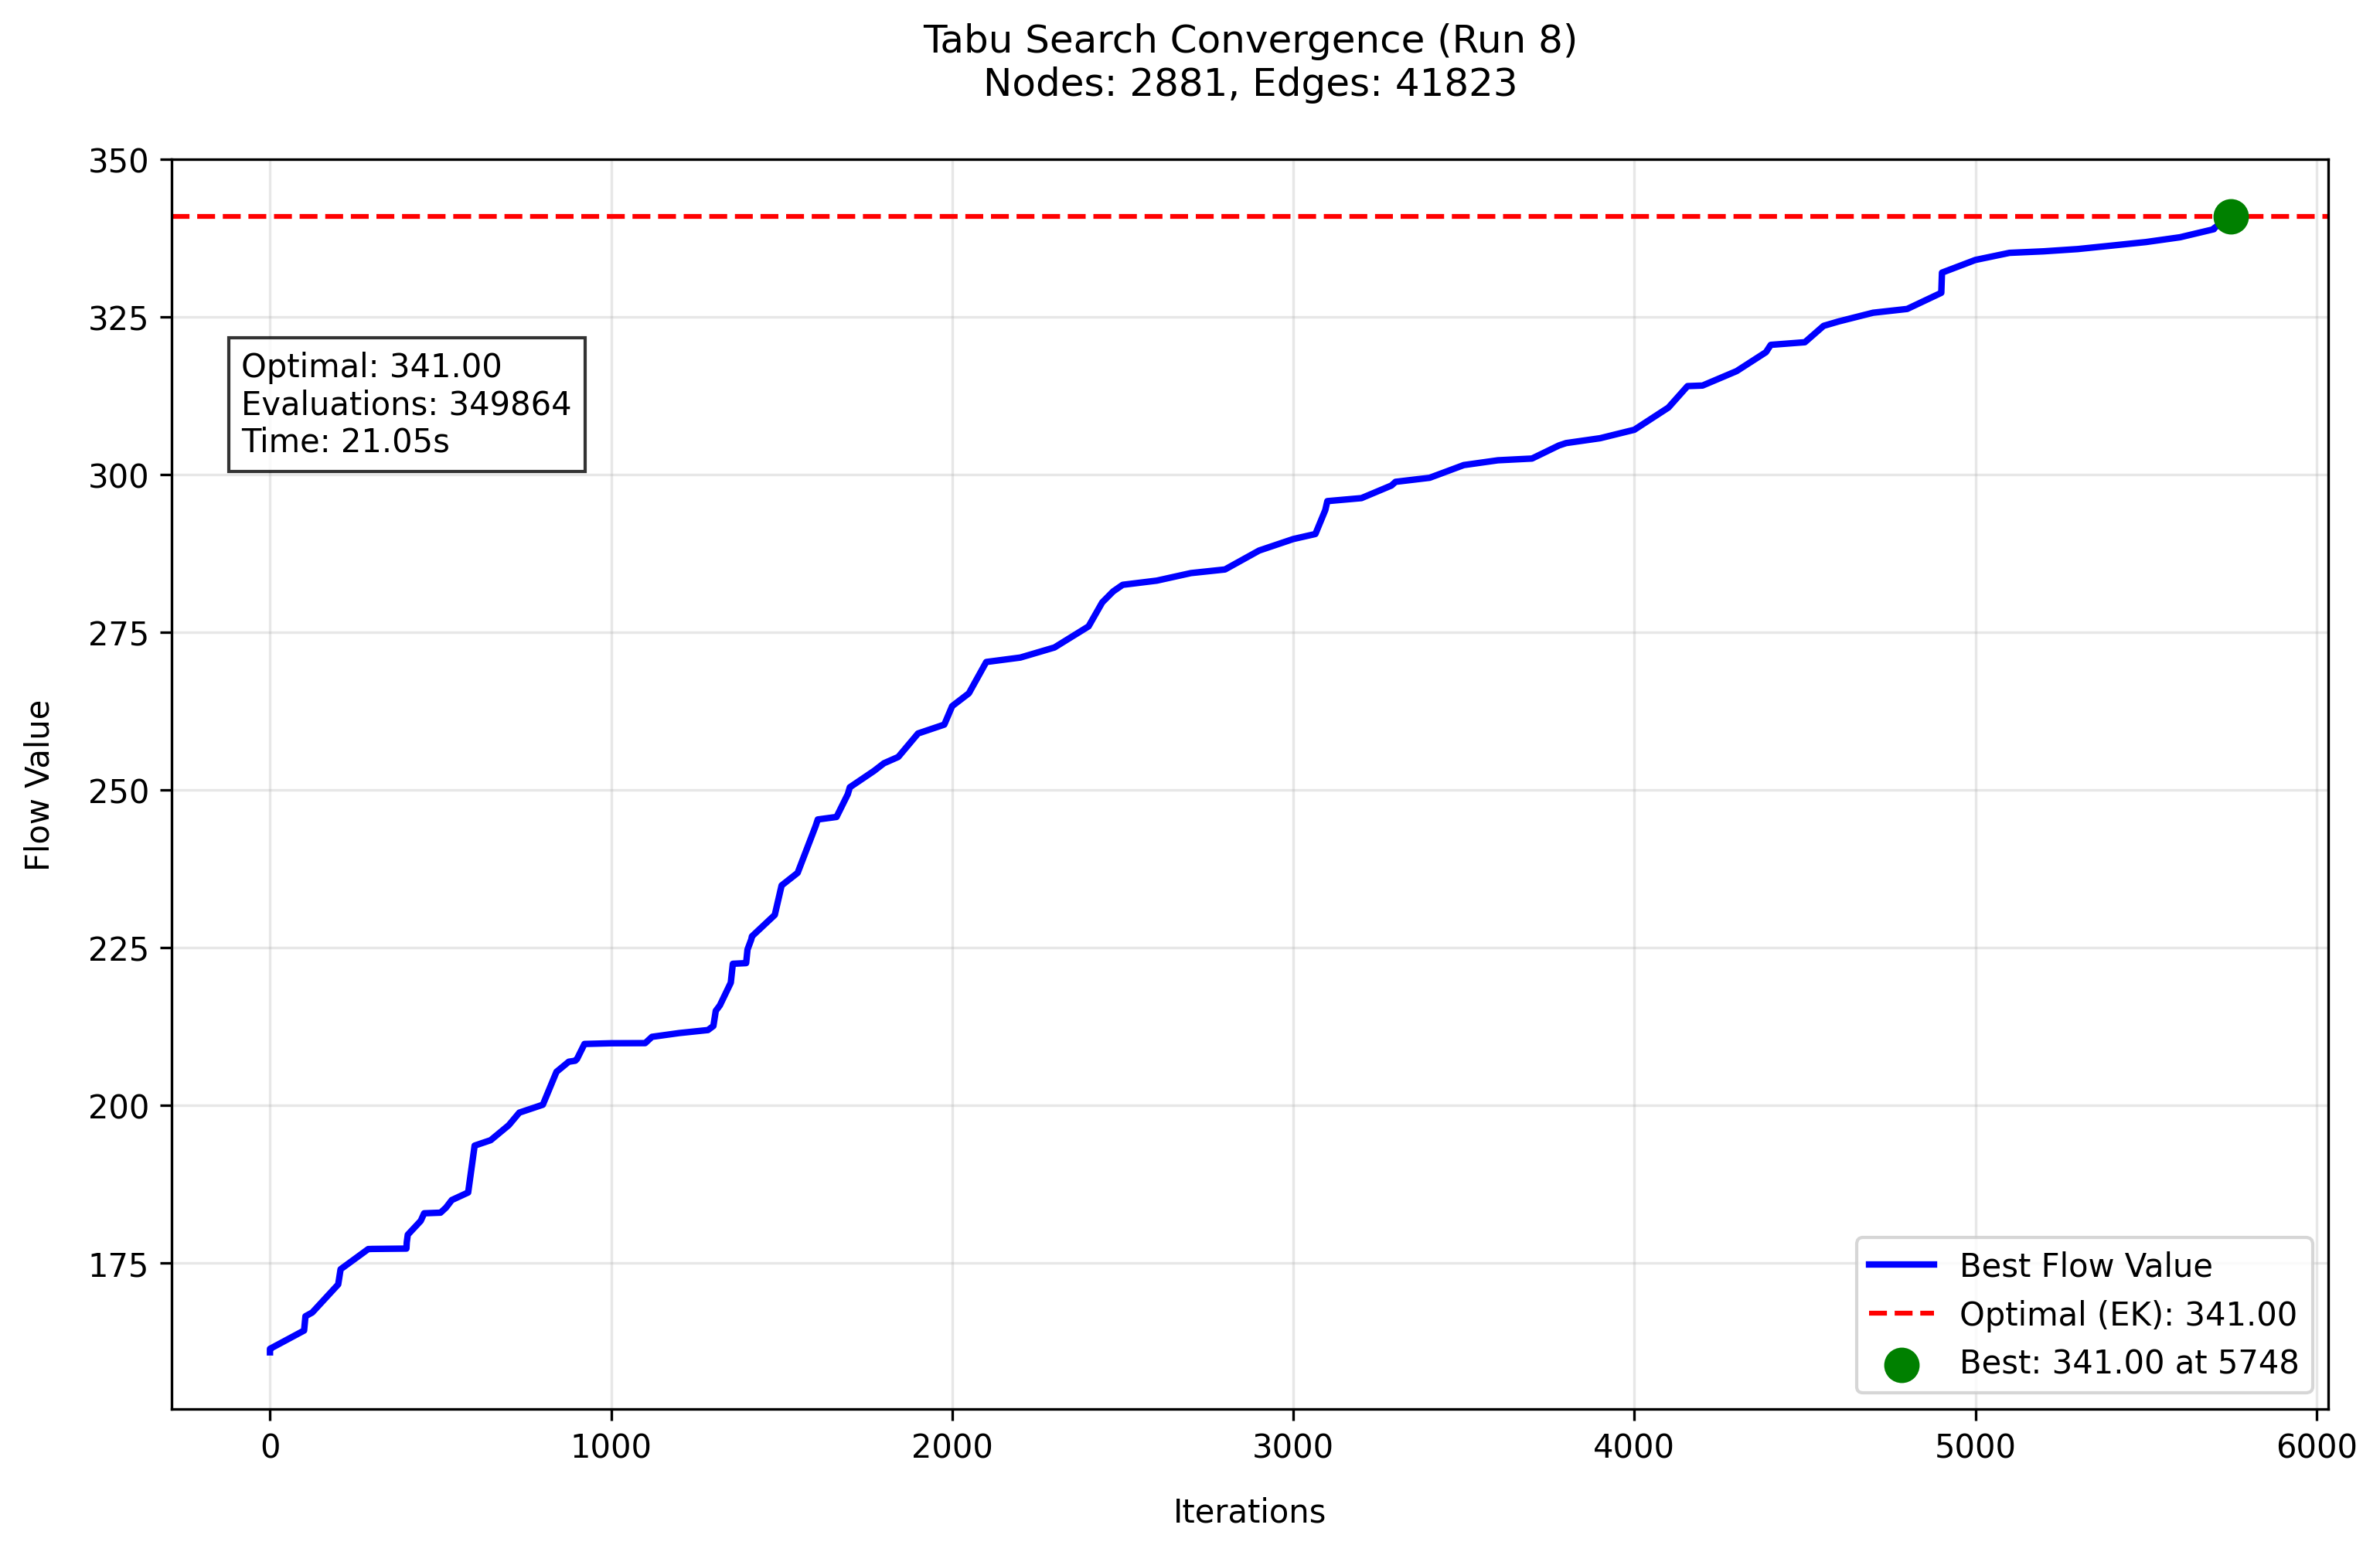 Tabu Search Convergence (Run 8)
Nodes: 2881, Edges: 41823
350
325
300
275
250
225
200
175
Flow Value
Optimal: 341.00
Evaluations: 349864
Time: 21.05s
Best Flow Value
Optimal (EK): 341.00
Best: 341.00 at 5748
0 1000 2000 3000 4000 5000 6000
Iterations